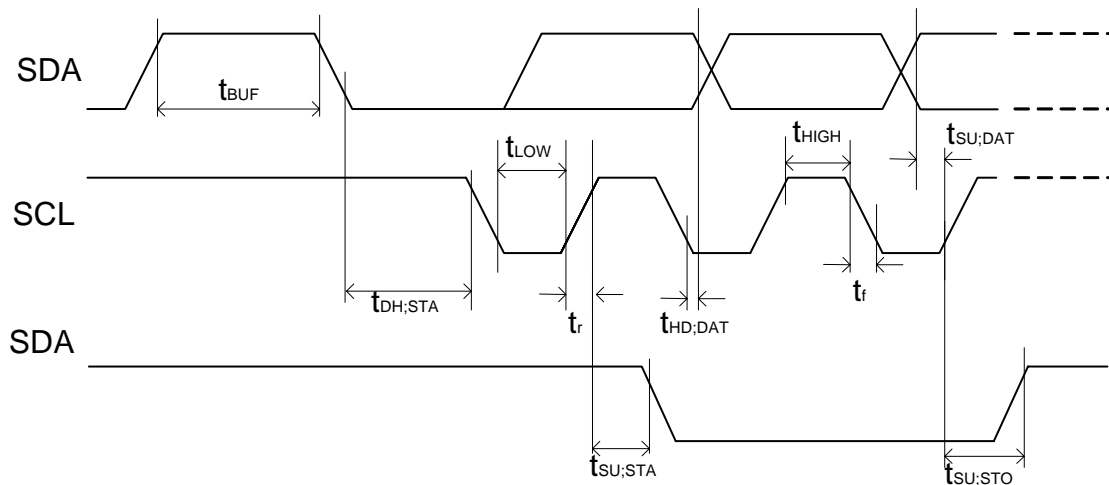 SDA
tBUF
tLOW
tHIGH
tSU;DAT
SCL
tDH;STA
tr
tHD;DAT
tf
SDA
tSU;STA
tSU;STO